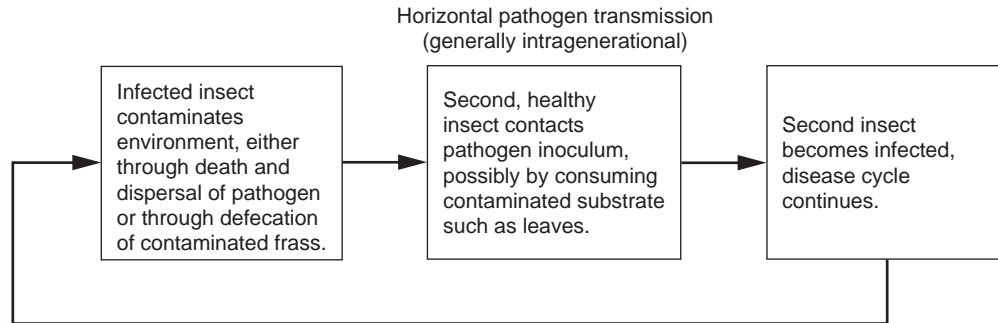 Horizontal pathogen transmission
(generally intragenerational)
Infected insect
contaminates
environment, either
through death and
dispersal of pathogen
or through defecation
of contaminated frass.
Second, healthy
insect contacts
pathogen inoculum,
possibly by consuming
contaminated substrate
such as leaves.
Second insect
becomes infected,
disease cycle
continues.